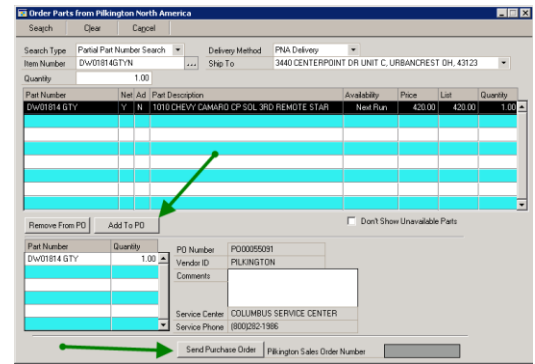 Order Parts from Pilkington North America
Search Clear Cancel
Search Type Partial Part Number Search Delivery Method PNA Delivery
Item Number DW01814GTYN ... Ship To 3440 CENTERPOINT DR UNIT C, URBANCREST OH, 43123
Quantity 1.00
Part Number Net Ad Part Description Availability Price List Quantity
DW01814 GTY Y N 1010 CHEVY CAMARO CP SOL 3RD REMOTE STAR Next Run 420.00 420.00 1.00
Remove From PO Add To PO Don't Show Unavailable Parts
Part Number Quantity
DW01814 GTY 1.00
PO Number PO00055091
Vendor ID PILKINGTON
Comments
Service Center COLUMBUS SERVICE CENTER
Service Phone (800)282-1986
Send Purchase Order Pilkington Sales Order Number